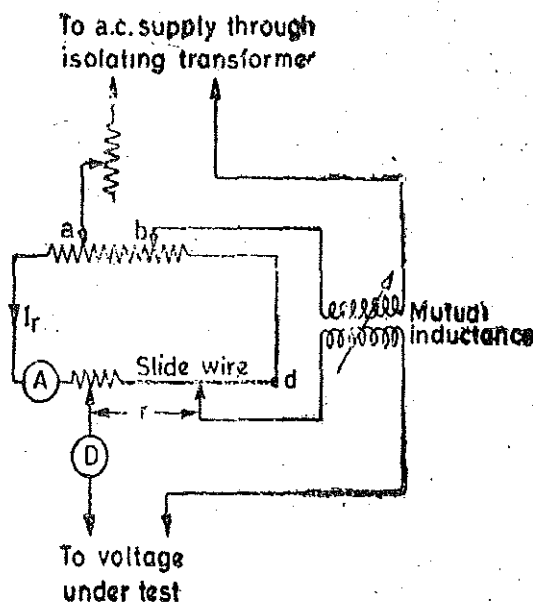 To a.c. supply through
isolating transformer
a
b
Ir
Mutual
inductance
A
Slide wire
d
r
D
To voltage
under test